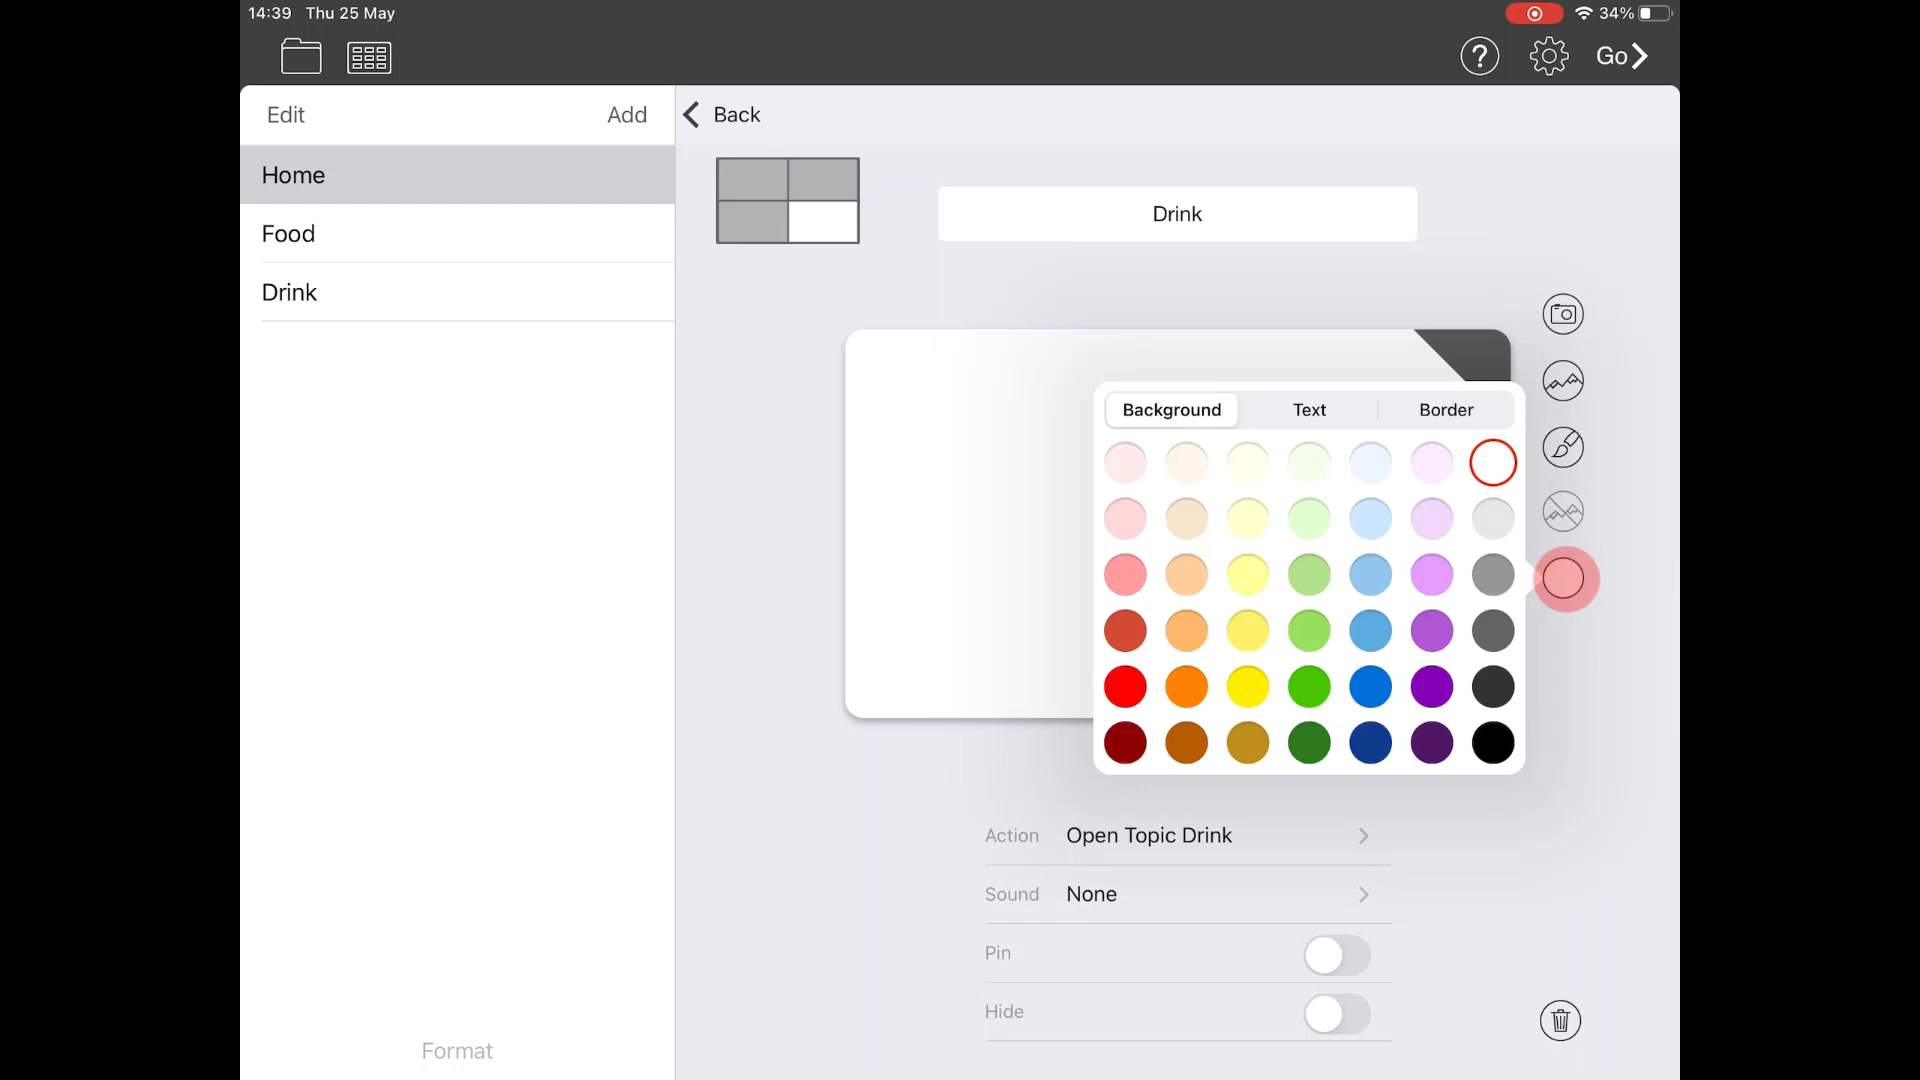 14:39 Thu 25 May
34%
? Go
Edit Add
Back
Home
Food
Drink
Drink
Background Text Border
Action Open Topic Drink
Sound None
Pin
Hide
Format